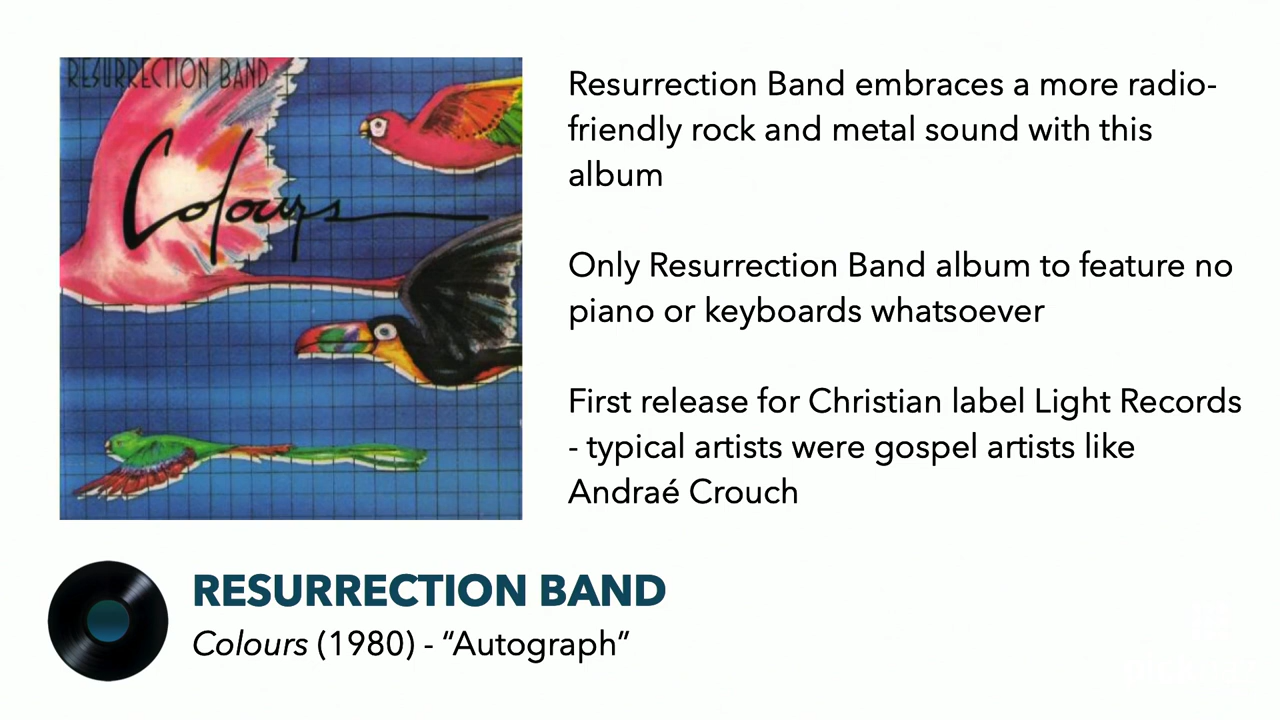 RESURRECTION BAND
Colours
Resurrection Band embraces a more radio-
friendly rock and metal sound with this
album
Only Resurrection Band album to feature no
piano or keyboards whatsoever
First release for Christian label Light Records
- typical artists were gospel artists like
Andraé Crouch
RESURRECTION BAND
Colours (1980) - “Autograph”